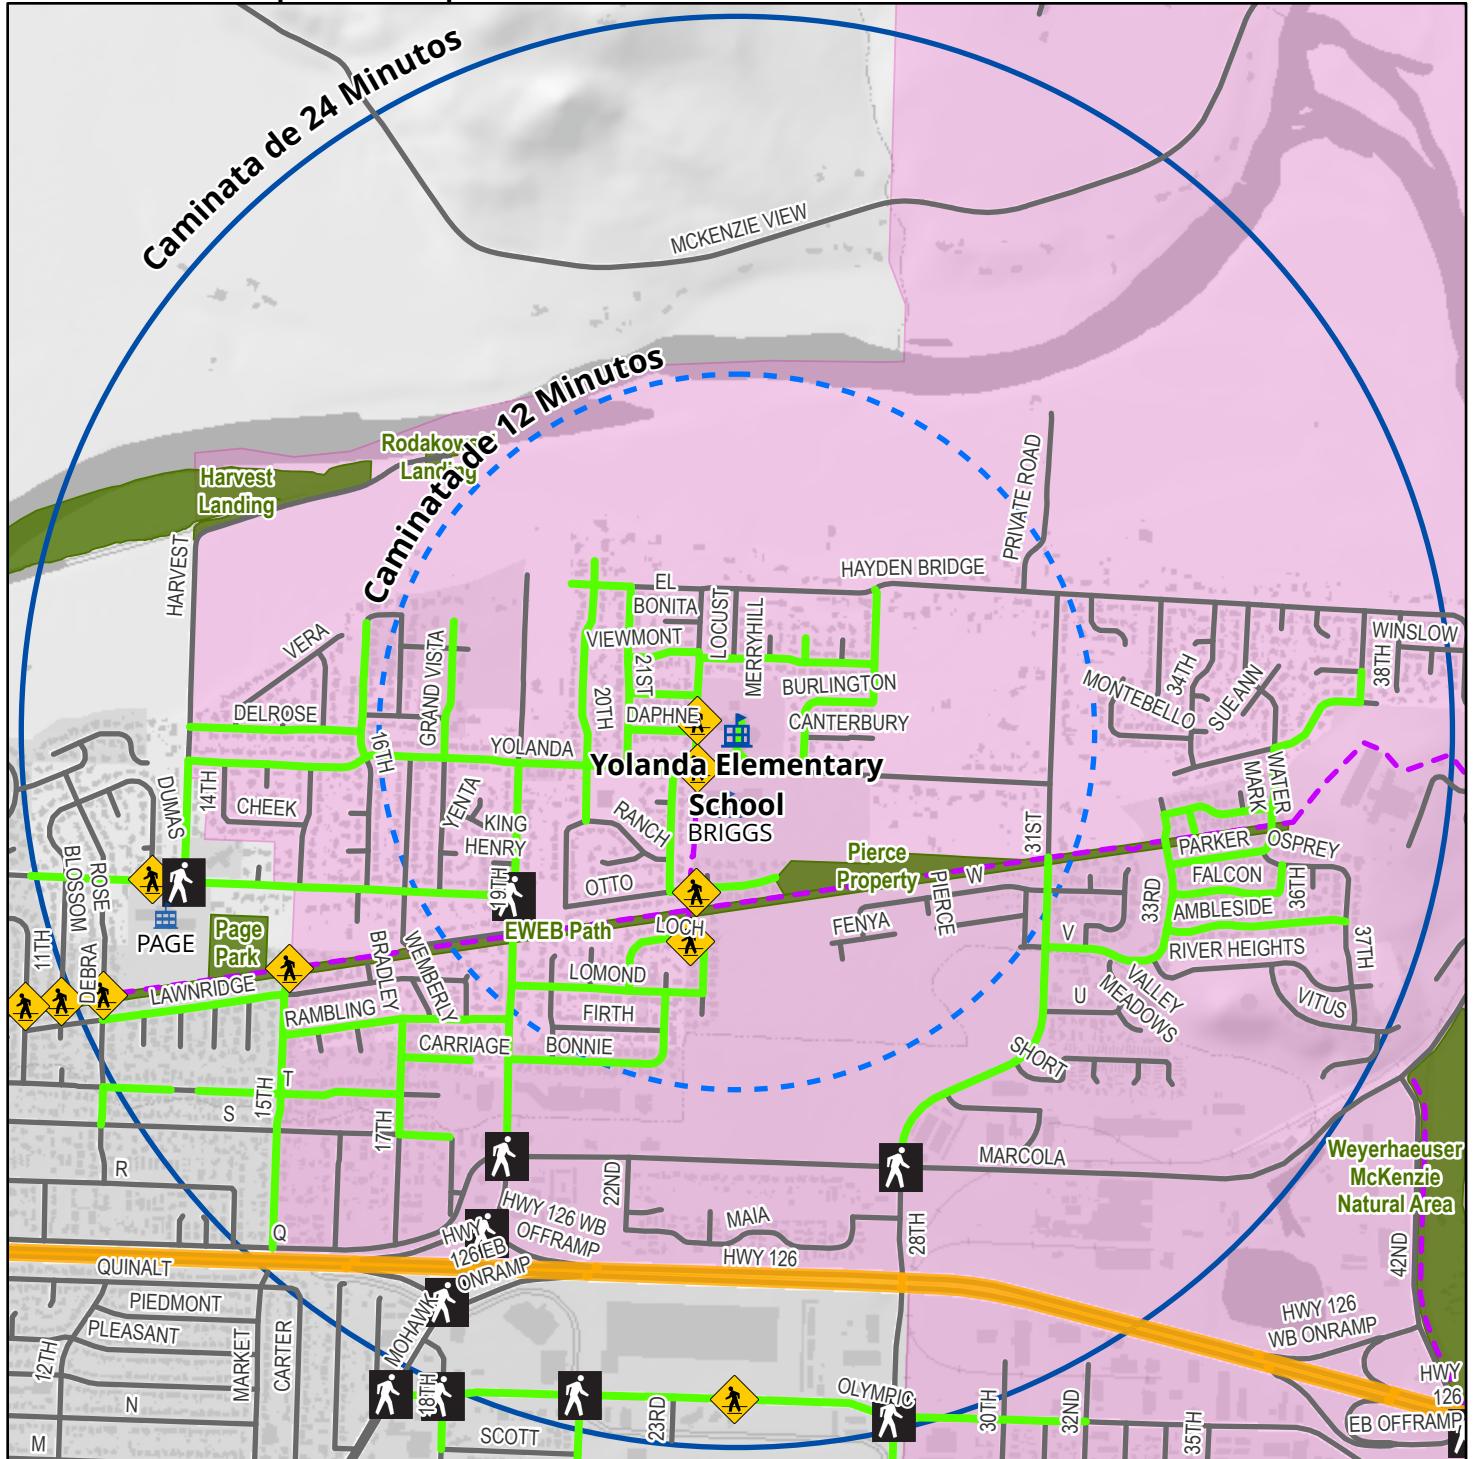 Caminata de 24 Minutos
MCKENZIE VIEW
Caminata de 12 Minutos
Landing
Harvest
Landing
HARVEST
PRIVATE ROAD
HAYDEN BRIDGE
EL
BONITA
LOCUST
MERRYHILL
VIEWMONT
21ST
20TH
BURLINGTON
DAPHNE
CANTERBURY
VERA
GRAND VISTA
DELROSE
16TH
YOLANDA
WINSLOW
38TH
34TH
SUE ANN
MONTEBELLO
Yolanda Elementary
School
BRIGGS
DUMAS
14TH
CHEEK
YENTA
KING
HENRY
19TH
RANCH
OTTO
31ST
WATER
MARK
PARKER
OSPREY
FALCON
36TH
33RD
AMBLESIDE
RIVER HEIGHTS
37TH
Pierce
Property
PIERCE
W
FENYA
V
U
VALLEY
MEADOWS
VITUS
BLOSSOM
ROSE
11TH
DEBRA
PAGE
Page
Park
LAWNRIDGE
EWEB Path
LOCH
LOMOND
BRADLEY
WEMBERLY
RAMBLING
FIRTH
CARRIAGE
BONNIE
SHORT
T
15TH
S
17TH
R
MARCOLA
22ND
28TH
MAIA
HWY 126 WB
OFFRAMP
HWY
126 EB
ONRAMP
HWY 126
Q
QUINALT
PIEDMONT
PLEASANT
12TH
MARKET
CARTER
MOHAWK
N
M
18TH
SCOTT
23RD
OLYMPIC
30TH
32ND
35TH
Weyerhaeuser
McKenzie
Natural Area
42ND
HWY 126
WB ONRAMP
HWY
126
EB OFFRAMP